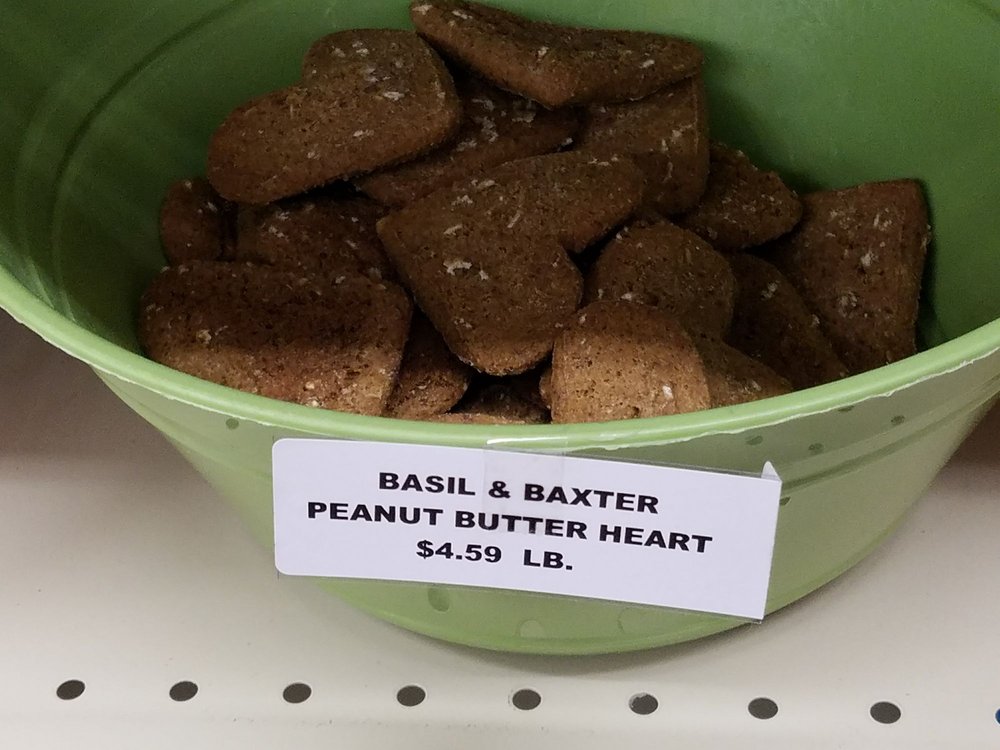 BASIL & BAXTER
PEANUT BUTTER HEART
$4.59 LB.